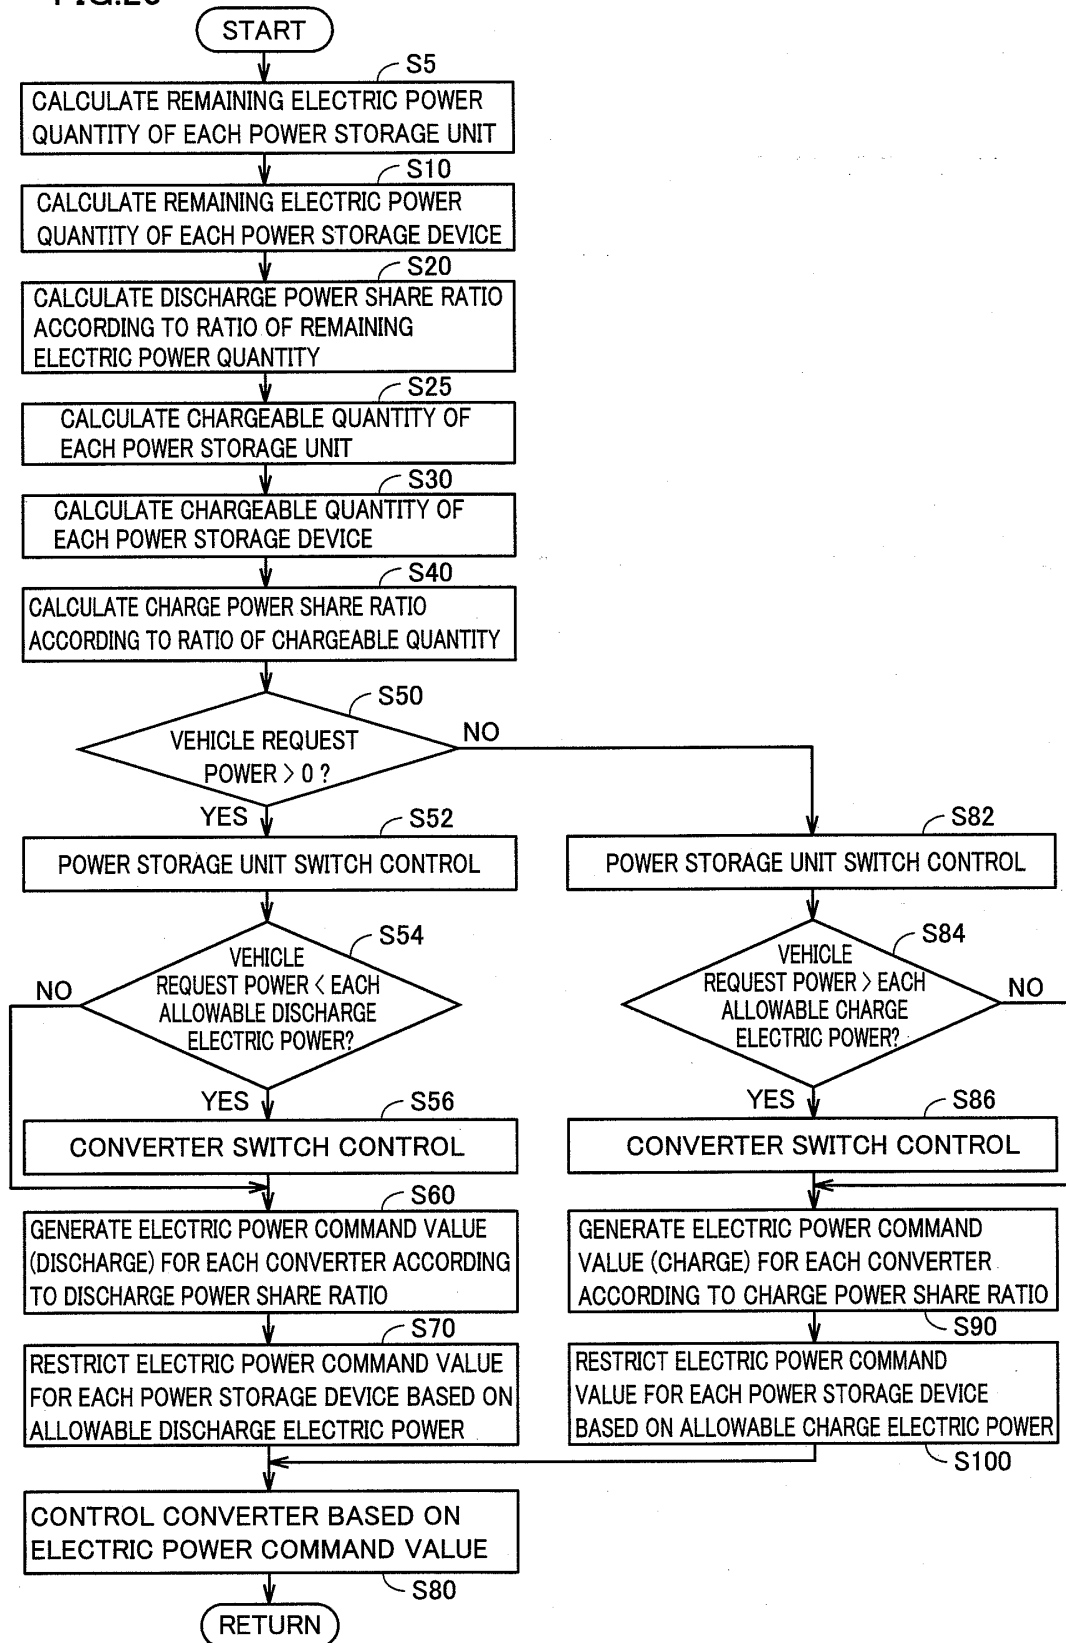 START
S5
CALCULATE REMAINING ELECTRIC POWER
QUANTITY OF EACH POWER STORAGE UNIT
S10
CALCULATE REMAINING ELECTRIC POWER
QUANTITY OF EACH POWER STORAGE DEVICE
S20
CALCULATE DISCHARGE POWER SHARE RATIO
ACCORDING TO RATIO OF REMAINING
ELECTRIC POWER QUANTITY
S25
CALCULATE CHARGEABLE QUANTITY OF
EACH POWER STORAGE UNIT
S30
CALCULATE CHARGEABLE QUANTITY OF
EACH POWER STORAGE DEVICE
S40
CALCULATE CHARGE POWER SHARE RATIO
ACCORDING TO RATIO OF CHARGEABLE QUANTITY
S50
VEHICLE REQUEST
POWER > 0 ?
NO
YES
S52
POWER STORAGE UNIT SWITCH CONTROL
S54
VEHICLE
REQUEST POWER < EACH
ALLOWABLE DISCHARGE
ELECTRIC POWER?
NO
YES
S56
CONVERTER SWITCH CONTROL
S60
GENERATE ELECTRIC POWER COMMAND VALUE
(DISCHARGE) FOR EACH CONVERTER ACCORDING
TO DISCHARGE POWER SHARE RATIO
S70
RESTRICT ELECTRIC POWER COMMAND VALUE
FOR EACH POWER STORAGE DEVICE BASED ON
ALLOWABLE DISCHARGE ELECTRIC POWER
S82
POWER STORAGE UNIT SWITCH CONTROL
S84
VEHICLE
REQUEST POWER > EACH
ALLOWABLE CHARGE
ELECTRIC POWER?
NO
YES
S86
CONVERTER SWITCH CONTROL
GENERATE ELECTRIC POWER COMMAND
VALUE (CHARGE) FOR EACH CONVERTER
ACCORDING TO CHARGE POWER SHARE RATIO
S90
RESTRICT ELECTRIC POWER COMMAND
VALUE FOR EACH POWER STORAGE DEVICE
BASED ON ALLOWABLE CHARGE ELECTRIC POWER
S100
CONTROL CONVERTER BASED ON
ELECTRIC POWER COMMAND VALUE
S80
RETURN